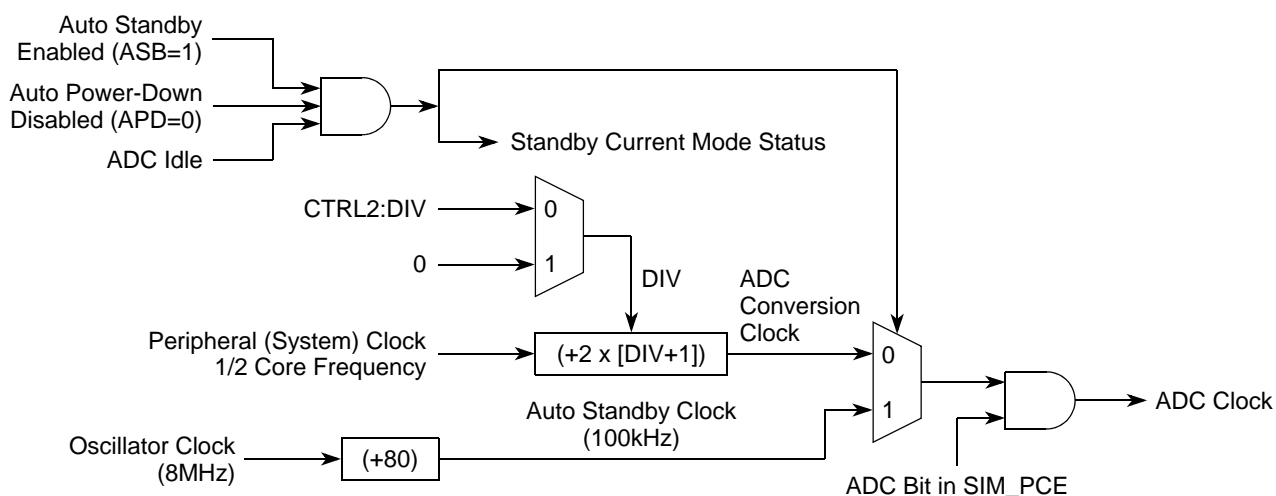 Auto Standby
Enabled (ASB=1)
Auto Power-Down
Disabled (APD=0)
ADC Idle
Standby Current Mode Status
CTRL2:DIV
0
0
1
DIV
ADC
Conversion
Clock
Peripheral (System) Clock
1/2 Core Frequency
(+2 x [DIV+1])
0
1
Auto Standby Clock
(100kHz)
Oscillator Clock
(8MHz)
(+80)
ADC Clock
ADC Bit in SIM_PCE